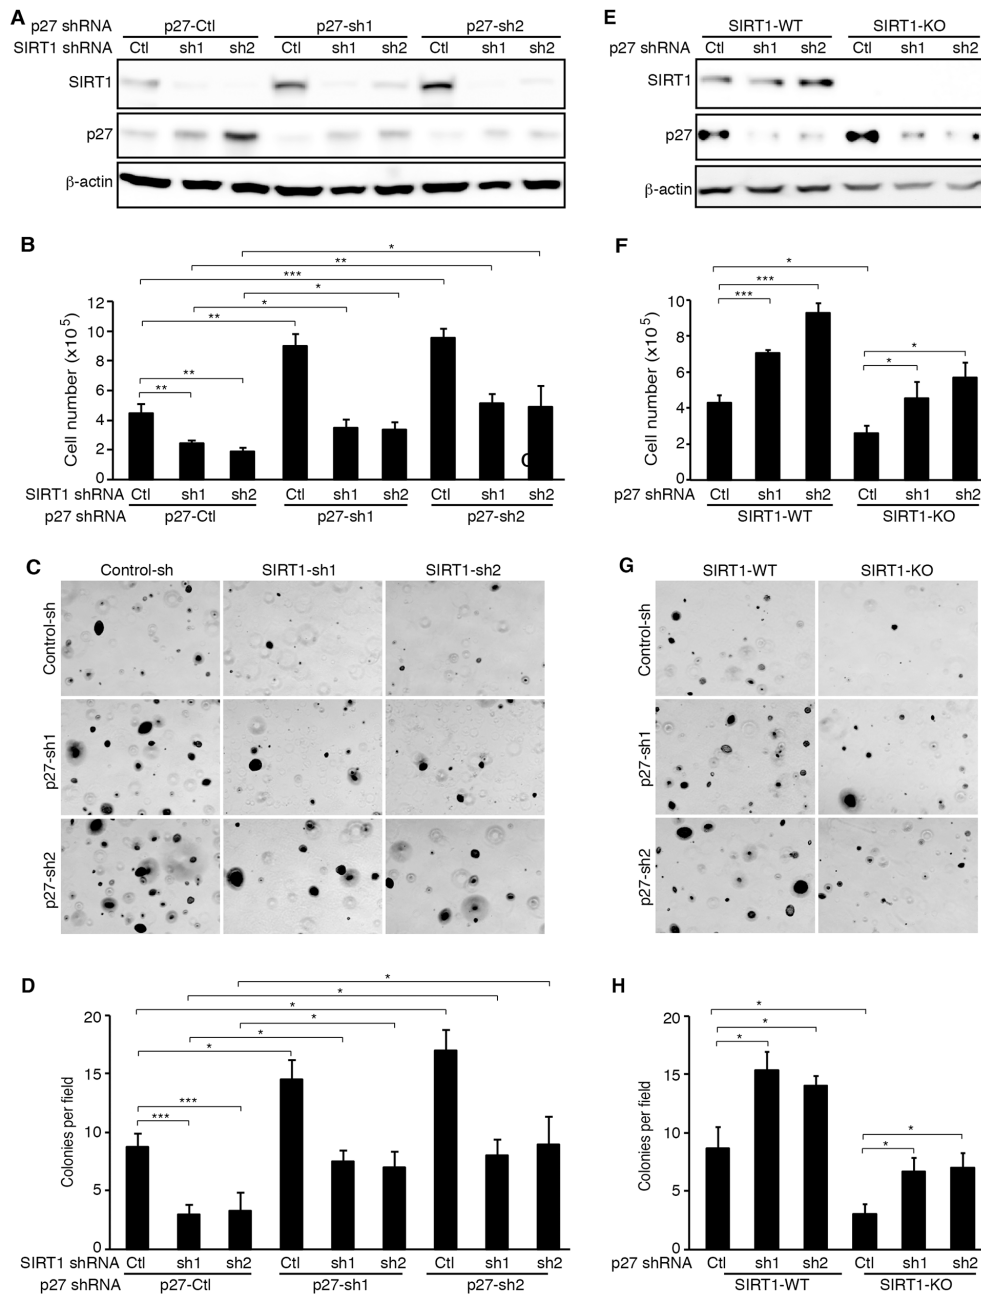 A
p27 shRNA p27-Ctl p27-sh1 p27-sh2
SIRT1 shRNA Ctl sh1 sh2 Ctl sh1 sh2 Ctl sh1 sh2
SIRT1
p27
β-actin
B
* 
**
***
*
*
**
**
**
Cell number (x10⁵)
12
10
8
6
4
2
0
SIRT1 shRNA Ctl sh1 sh2 Ctl sh1 sh2 Ctl sh1 sh2
p27 shRNA p27-Ctl p27-sh1 p27-sh2
C
Control-sh SIRT1-sh1 SIRT1-sh2
Control-sh
p27-sh1
p27-sh2
D
*
*
*
*
*
*
***
***
Colonies per field
20
15
10
5
0
SIRT1 shRNA Ctl sh1 sh2 Ctl sh1 sh2 Ctl sh1 sh2
p27 shRNA p27-Ctl p27-sh1 p27-sh2
E
SIRT1-WT SIRT1-KO
p27 shRNA Ctl sh1 sh2 Ctl sh1 sh2
SIRT1
p27
β-actin
F
*
***
***
*
*
Cell number (x10⁵)
10
8
6
4
2
0
p27 shRNA Ctl sh1 sh2 Ctl sh1 sh2
SIRT1-WT SIRT1-KO
G
SIRT1-WT SIRT1-KO
Control-sh
p27-sh1
p27-sh2
H
*
*
*
*
*
Colonies per field
20
15
10
5
0
p27 shRNA Ctl sh1 sh2 Ctl sh1 sh2
SIRT1-WT SIRT1-KO